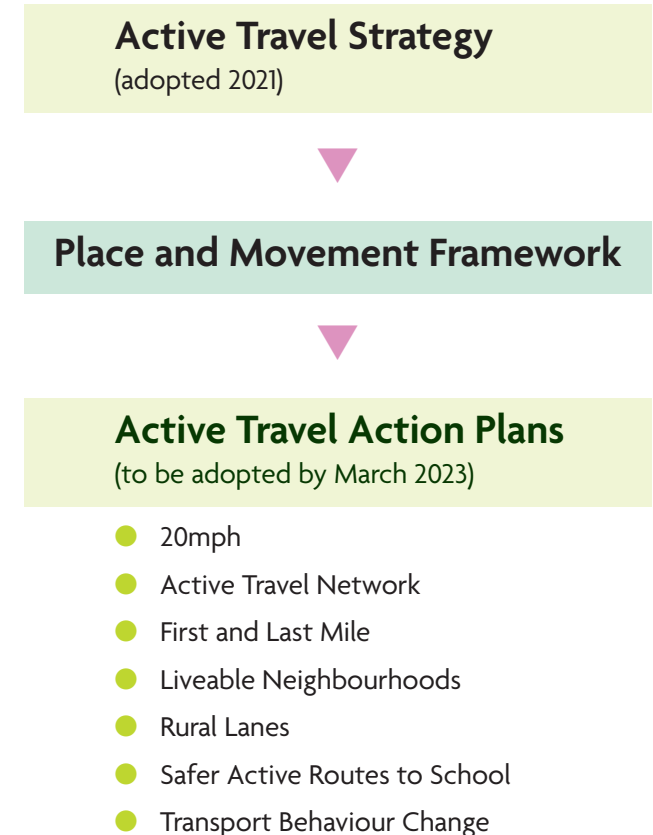 Active Travel Strategy
(adopted 2021)
Place and Movement Framework
Active Travel Action Plans
(to be adopted by March 2023)
20mph
Active Travel Network
First and Last Mile
Liveable Neighbourhoods
Rural Lanes
Safer Active Routes to School
Transport Behaviour Change